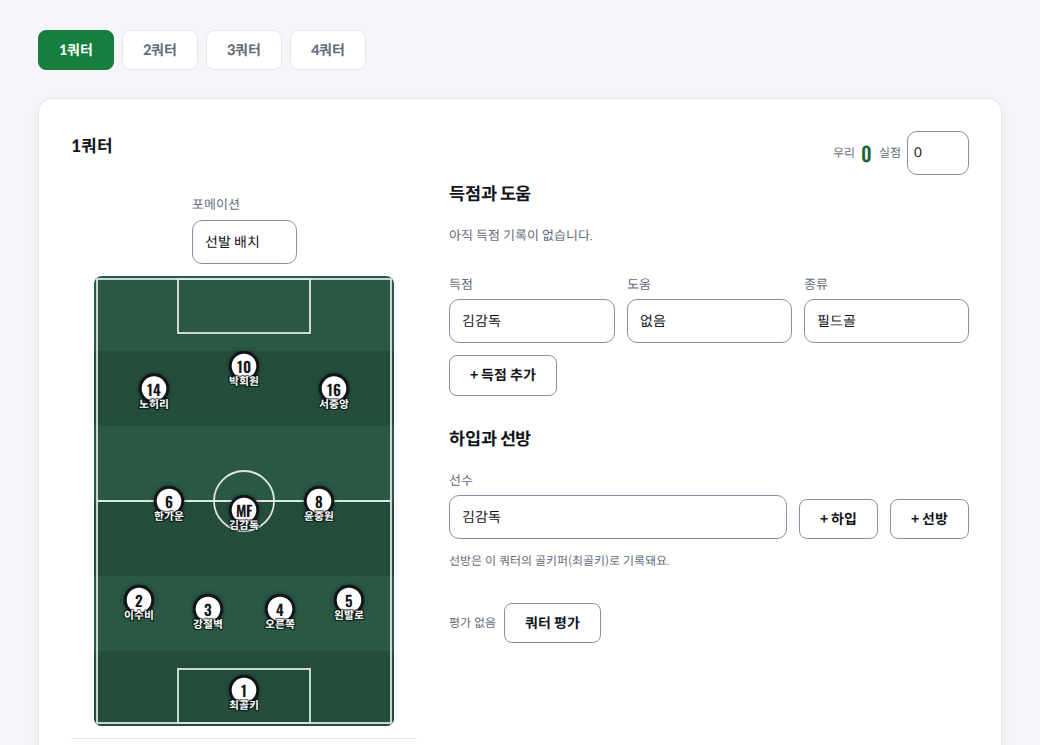 1쿼터 2쿼터 3쿼터 4쿼터
1쿼터
우리 0 실점 0
포메이션
선발 배치
10
박회원
14
노허리
16
서중앙
6
한가운
MF
김감독
8
윤중원
2
이수비
3
강철벽
4
오른쪽
5
왼발로
1
최골키
득점과 도움
아직 득점 기록이 없습니다.
득점 도움 종류
김감독 없음 필드골
+ 득점 추가
하입과 선방
선수
김감독 + 하입 + 선방
선방은 이 쿼터의 골키퍼(최골키)로 기록돼요.
평가 없음 쿼터 평가